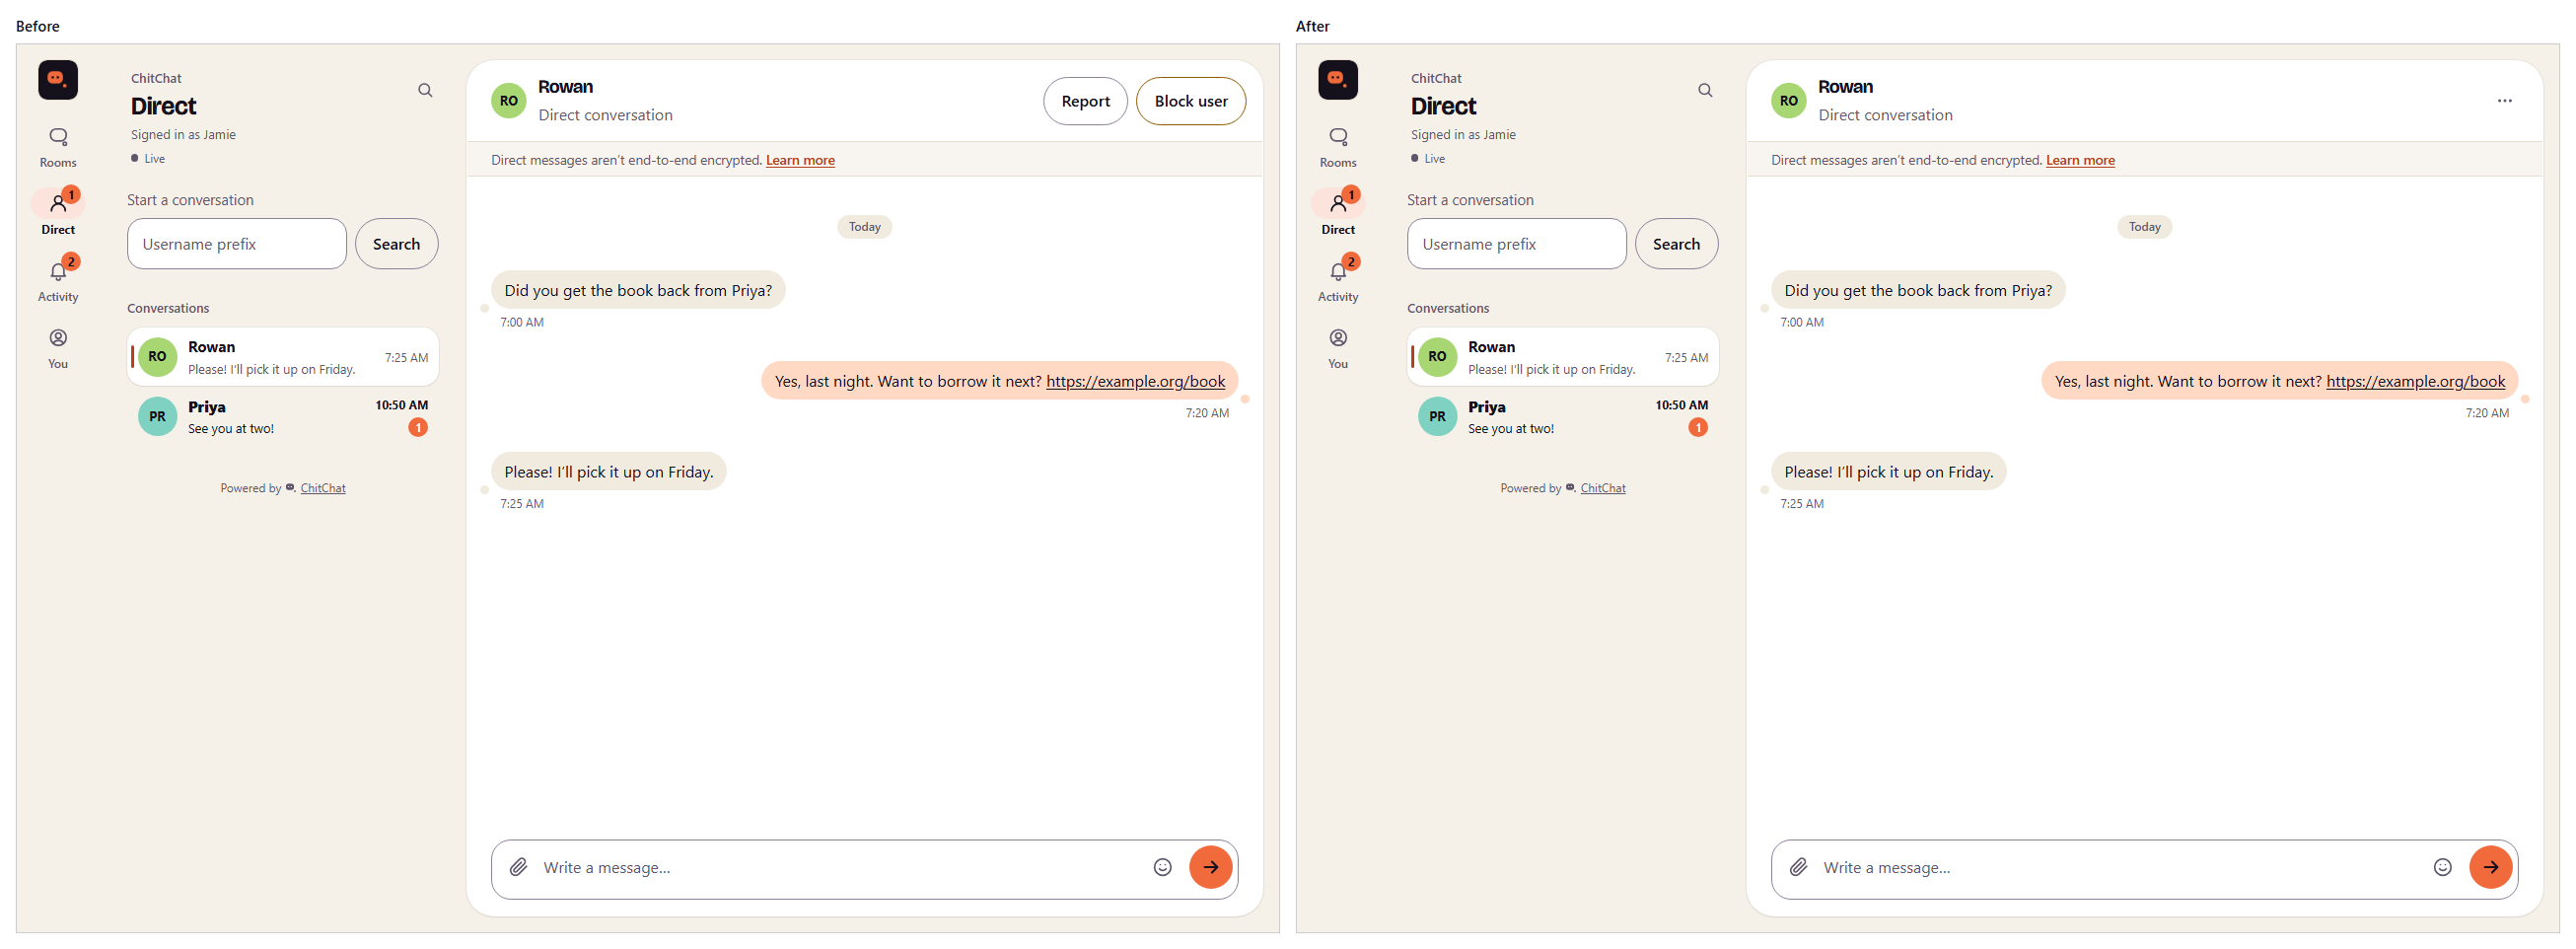 Before
ChitChat
Direct
Signed in as Jamie
Live
Rooms
1
Direct
2
Activity
You
Start a conversation
Username prefix
Search
Conversations
RO
Rowan
Please! I’ll pick it up on Friday.
7:25 AM
PR
Priya
See you at two!
10:50 AM
1
Powered by ChitChat
RO
Rowan
Direct conversation
Report
Block user
Direct messages aren’t end-to-end encrypted. Learn more
Today
Did you get the book back from Priya?
7:00 AM
Yes, last night. Want to borrow it next? https://example.org/book
7:20 AM
Please! I’ll pick it up on Friday.
7:25 AM
Write a message...
After
ChitChat
Direct
Signed in as Jamie
Live
Rooms
1
Direct
2
Activity
You
Start a conversation
Username prefix
Search
Conversations
RO
Rowan
Please! I’ll pick it up on Friday.
7:25 AM
PR
Priya
See you at two!
10:50 AM
1
Powered by ChitChat
RO
Rowan
Direct conversation
Direct messages aren’t end-to-end encrypted. Learn more
Today
Did you get the book back from Priya?
7:00 AM
Yes, last night. Want to borrow it next? https://example.org/book
7:20 AM
Please! I’ll pick it up on Friday.
7:25 AM
Write a message...